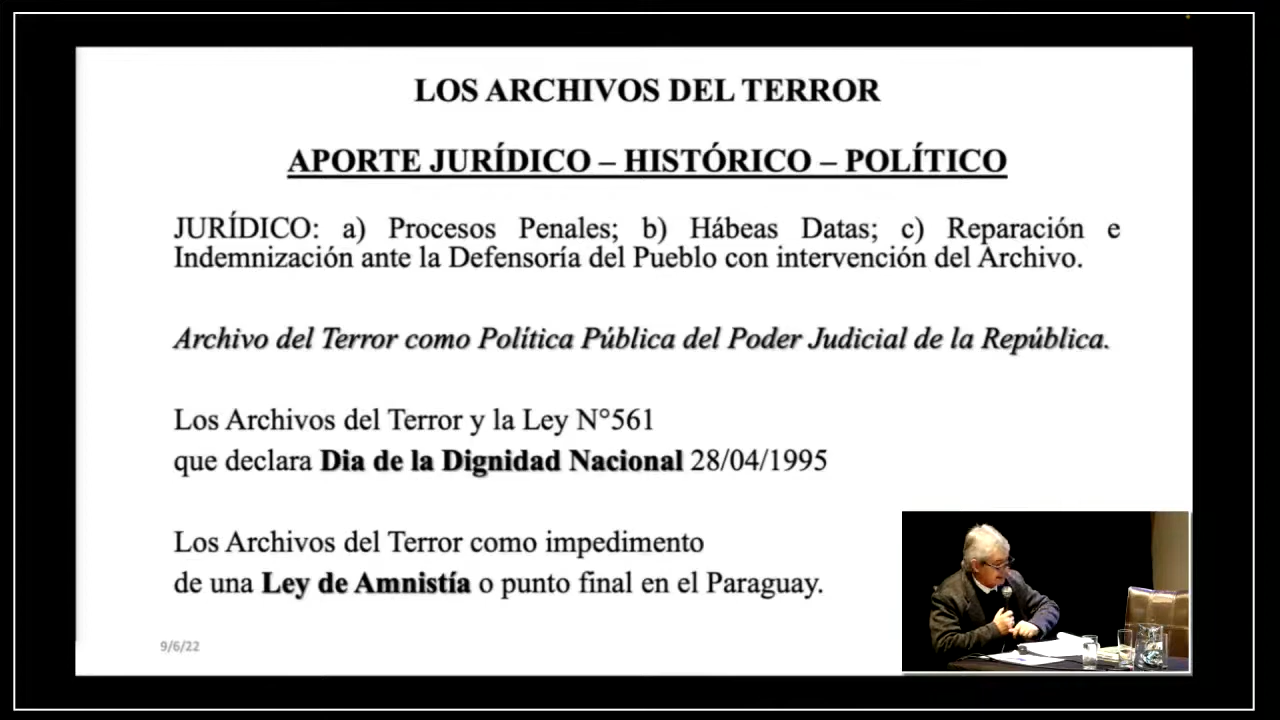 LOS ARCHIVOS DEL TERROR
APORTE JURÍDICO – HISTÓRICO – POLÍTICO
JURÍDICO: a) Procesos Penales; b) Hábeas Datas; c) Reparación e
Indemnización ante la Defensoría del Pueblo con intervención del Archivo.
Archivo del Terror como Política Pública del Poder Judicial de la República.
Los Archivos del Terror y la Ley N°561
que declara Dia de la Dignidad Nacional 28/04/1995
Los Archivos del Terror como impedimento
de una Ley de Amnistía o punto final en el Paraguay.
9/6/22